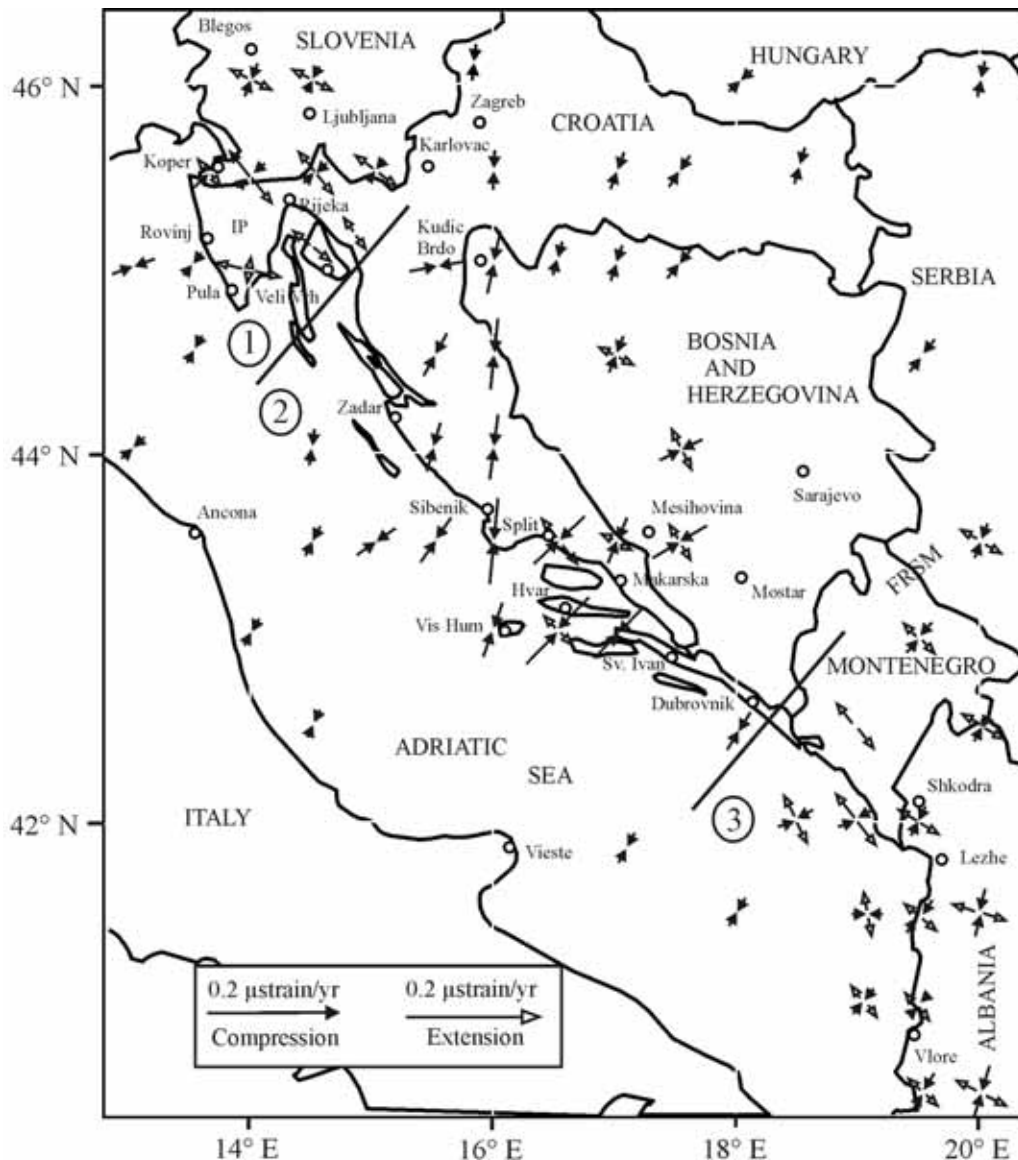 Blegos
SLOVENIA
HUNGARY
46° N
Zagreb
Ljubljana
CROATIA
Karlovac
Koper
Rijeka
IP
Rovinj
Kudic
Brdo
SERBIA
Pula
Veli Vrh
1
BOSNIA
AND
HERZEGOVINA
2
Zadar
44° N
Sarajevo
Ancona
Sibenik
Split
Mesihovina
FRSM
Makarska
Mostar
Hvar
Vis Hum
Sv. Ivan
MONTENEGRO
Dubrovnik
ADRIATIC
SEA
Shkodra
ITALY
42° N
3
Vieste
Lezhe
ALBANIA
0.2 µstrain/yr
0.2 µstrain/yr
Compression
Extension
Vlore
14° E
16° E
18° E
20° E